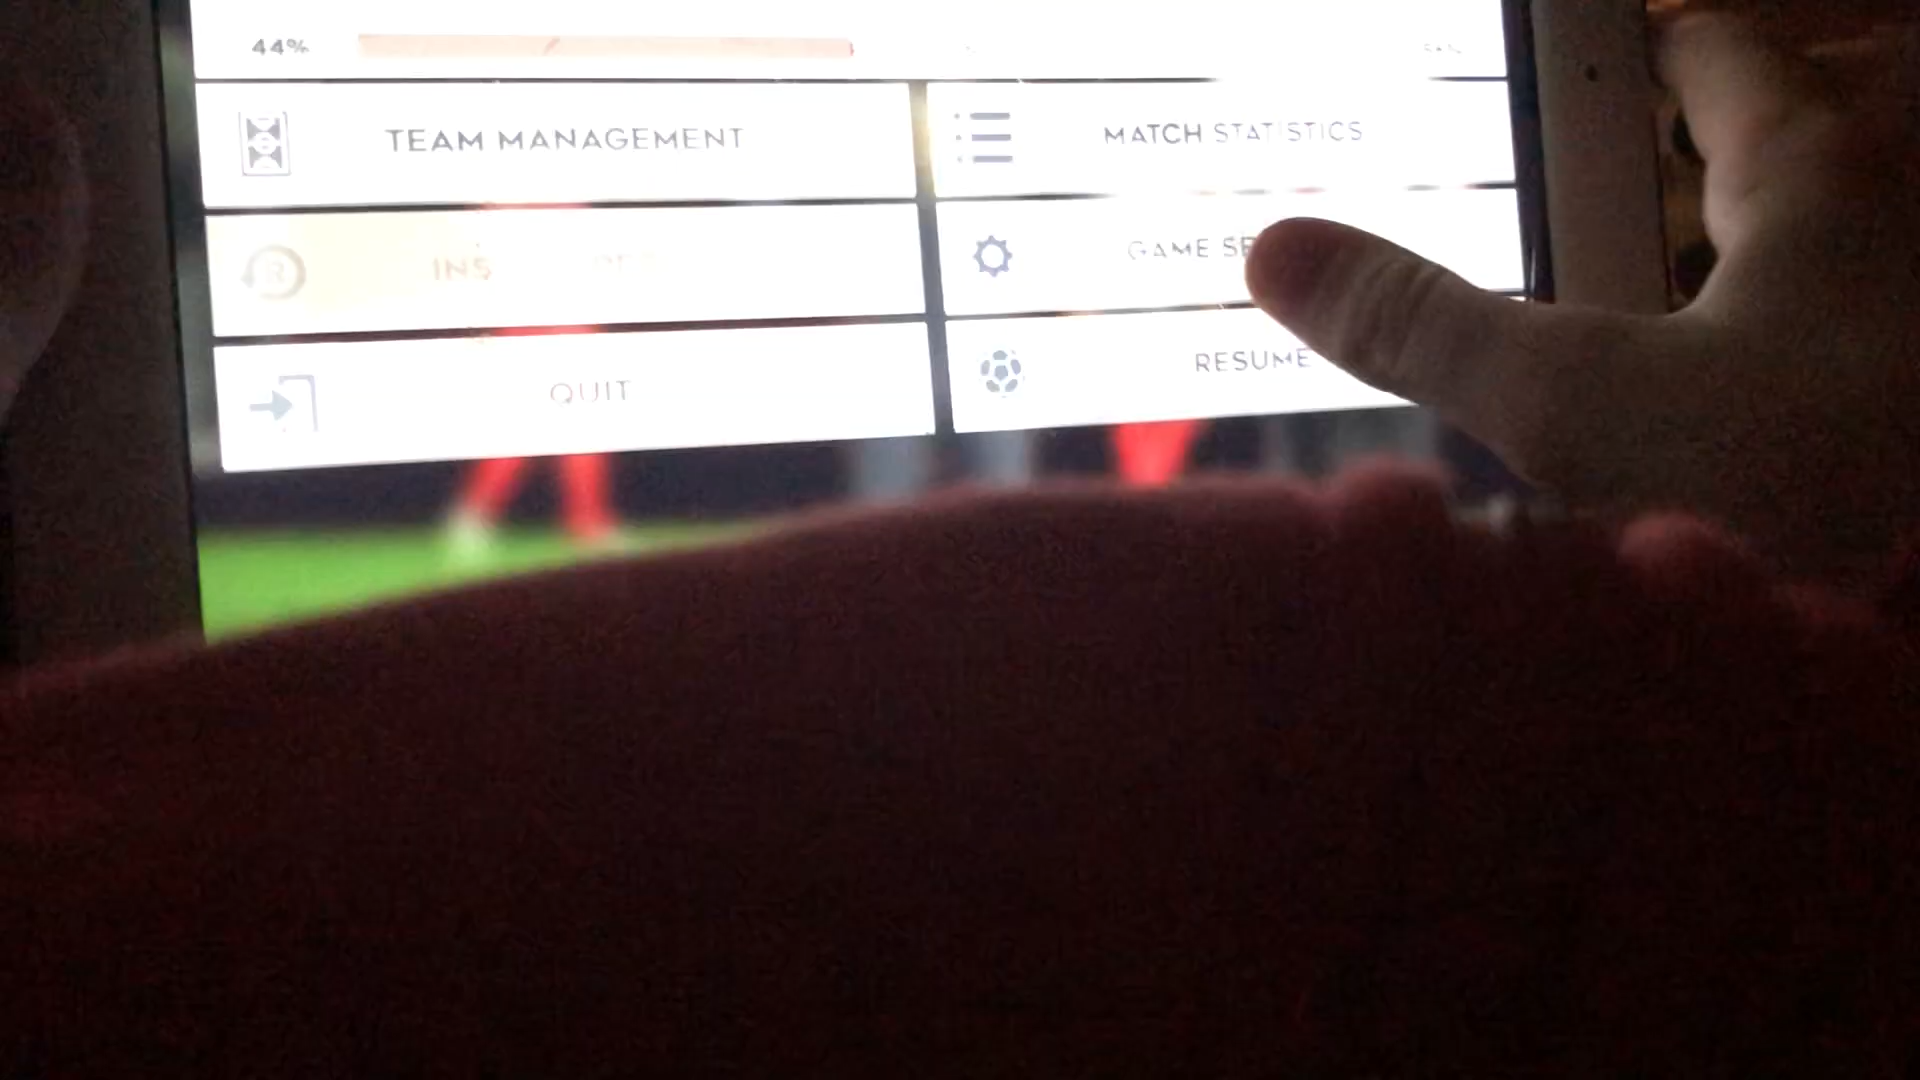 44%
TEAM MANAGEMENT
MATCH STATISTICS
INS
GAME SE
QUIT
RESUME